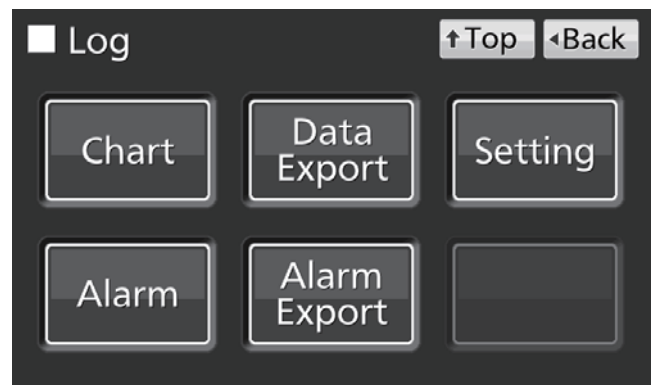 Log
↑Top
◂Back
Chart
Data
Export
Setting
Alarm
Alarm
Export